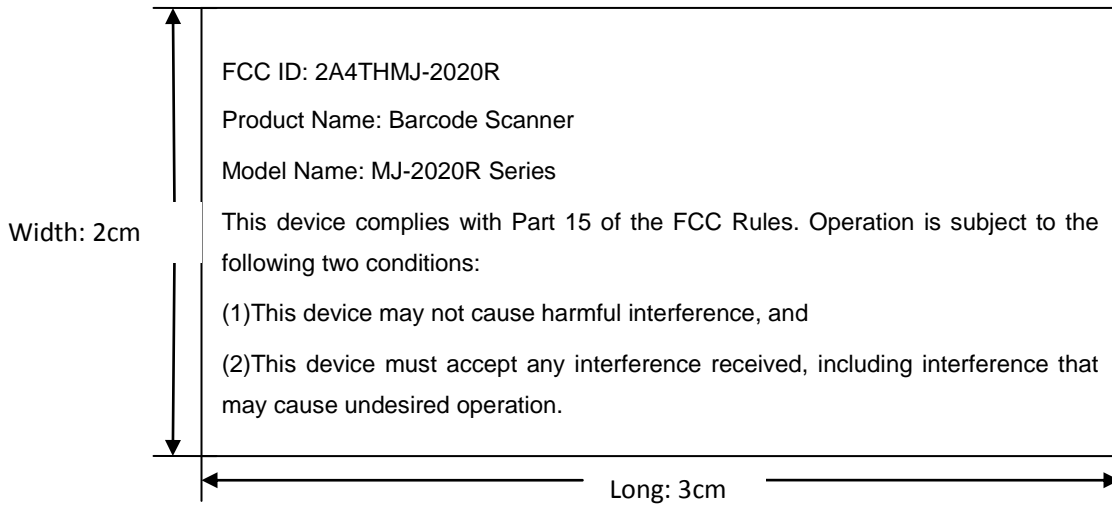 FCC ID: 2A4THMJ-2020R
Product Name: Barcode Scanner
Model Name: MJ-2020R Series
Width: 2cm
This device complies with Part 15 of the FCC Rules. Operation is subject to the
following two conditions:
(1)This device may not cause harmful interference, and
(2)This device must accept any interference received, including interference that
may cause undesired operation.
Long: 3cm